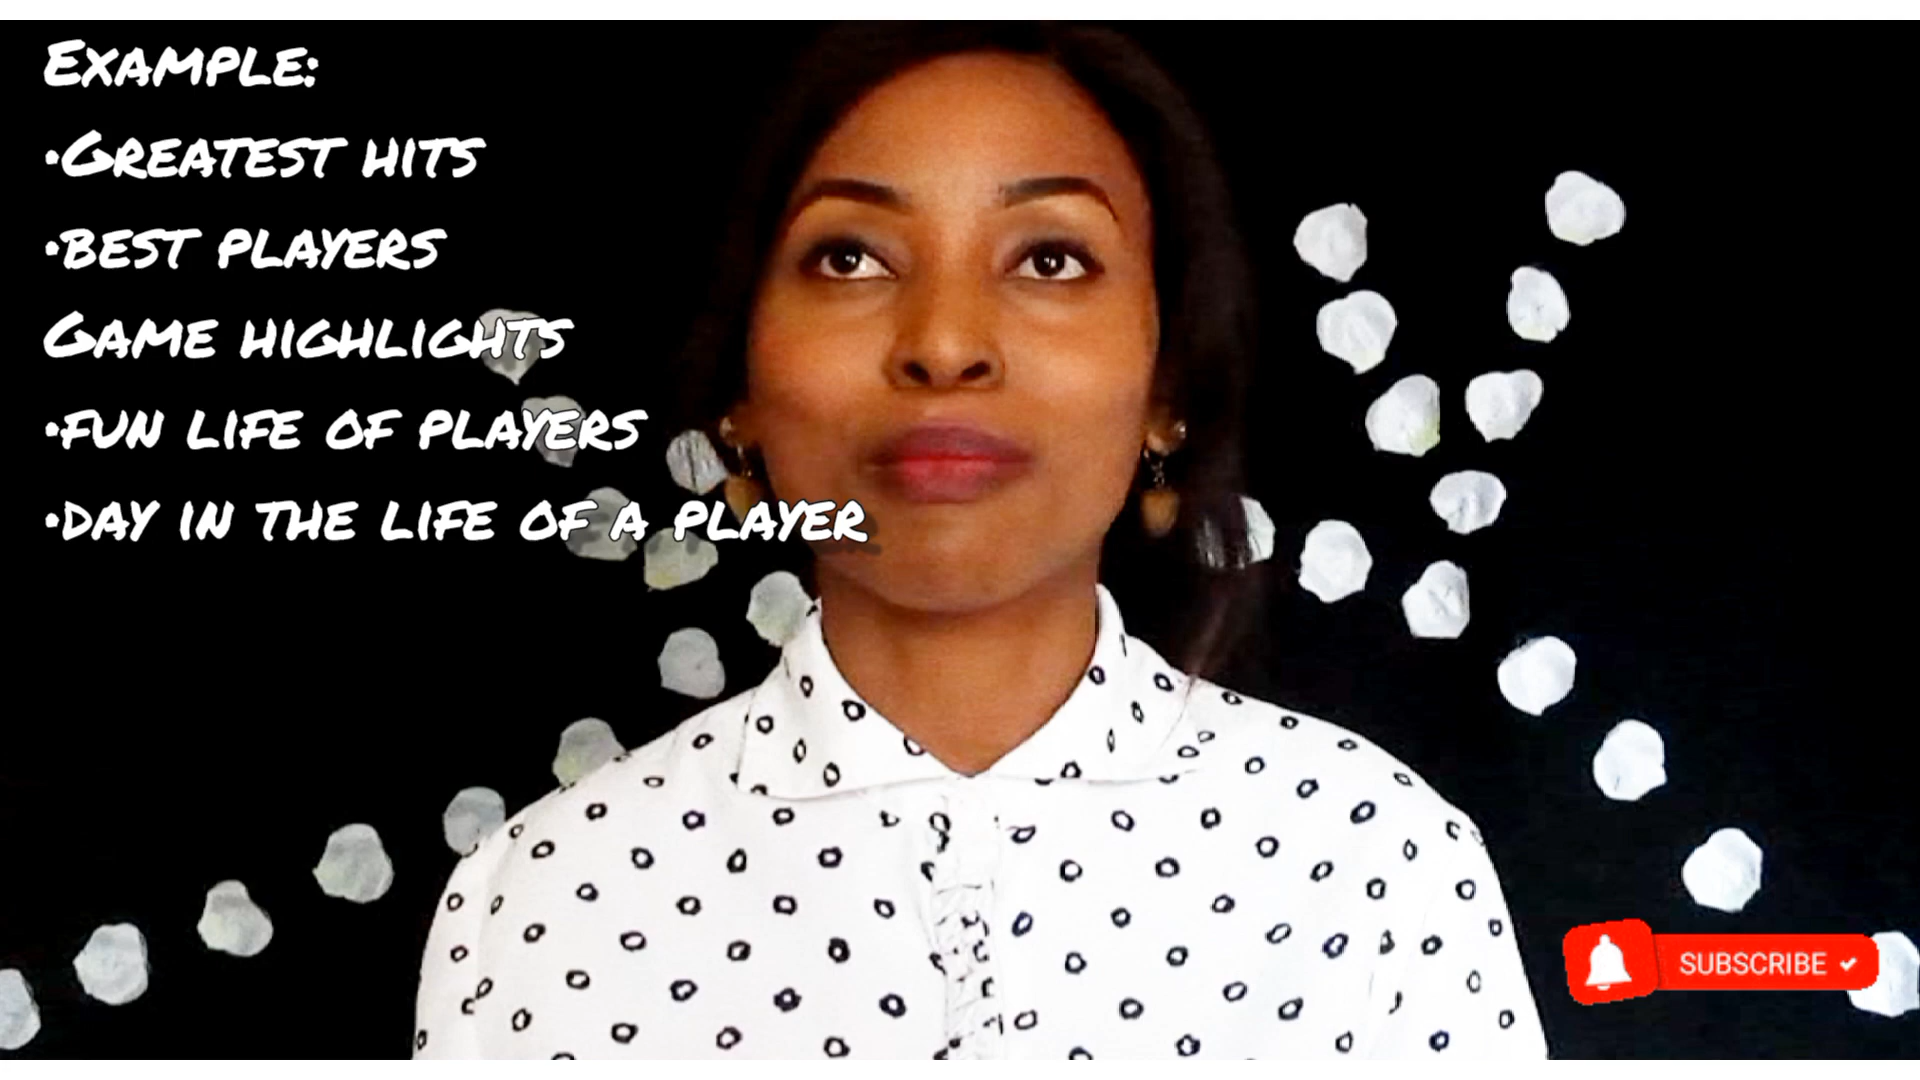 Example:
•Greatest hits
•best players
Game highlights
•fun life of players
•day in the life of a player
SUBSCRIBE